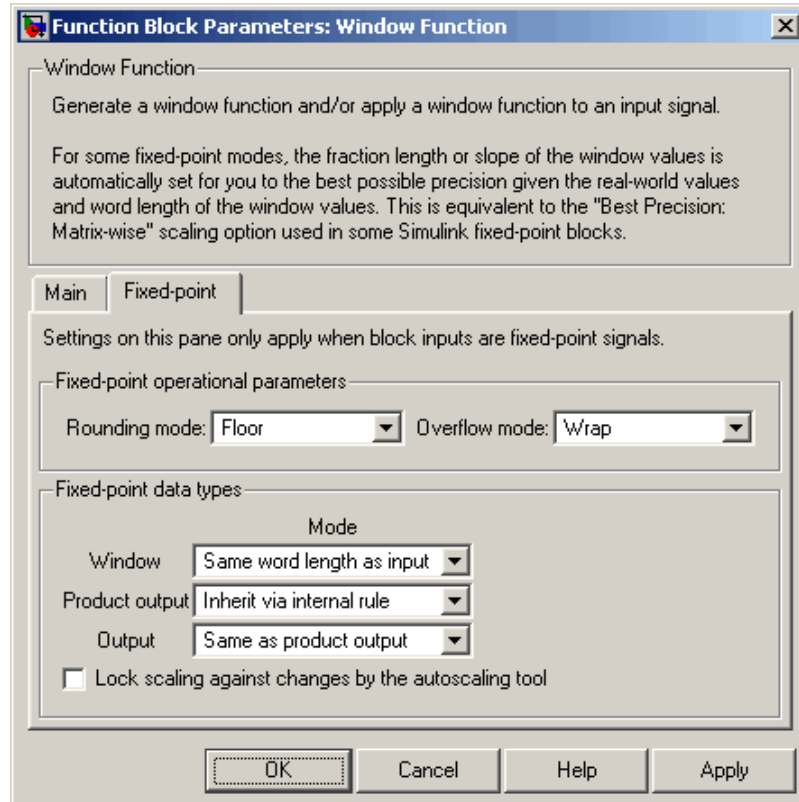 Function Block Parameters: Window Function
Window Function
Generate a window function and/or apply a window function to an input signal.
For some fixed-point modes, the fraction length or slope of the window values is
automatically set for you to the best possible precision given the real-world values
and word length of the window values. This is equivalent to the "Best Precision:
Matrix-wise" scaling option used in some Simulink fixed-point blocks.
Main Fixed-point
Settings on this pane only apply when block inputs are fixed-point signals.
Fixed-point operational parameters
Rounding mode: Floor Overflow mode: Wrap
Fixed-point data types
Mode
Window Same word length as input
Product output Inherit via internal rule
Output Same as product output
Lock scaling against changes by the autoscaling tool
OK Cancel Help Apply